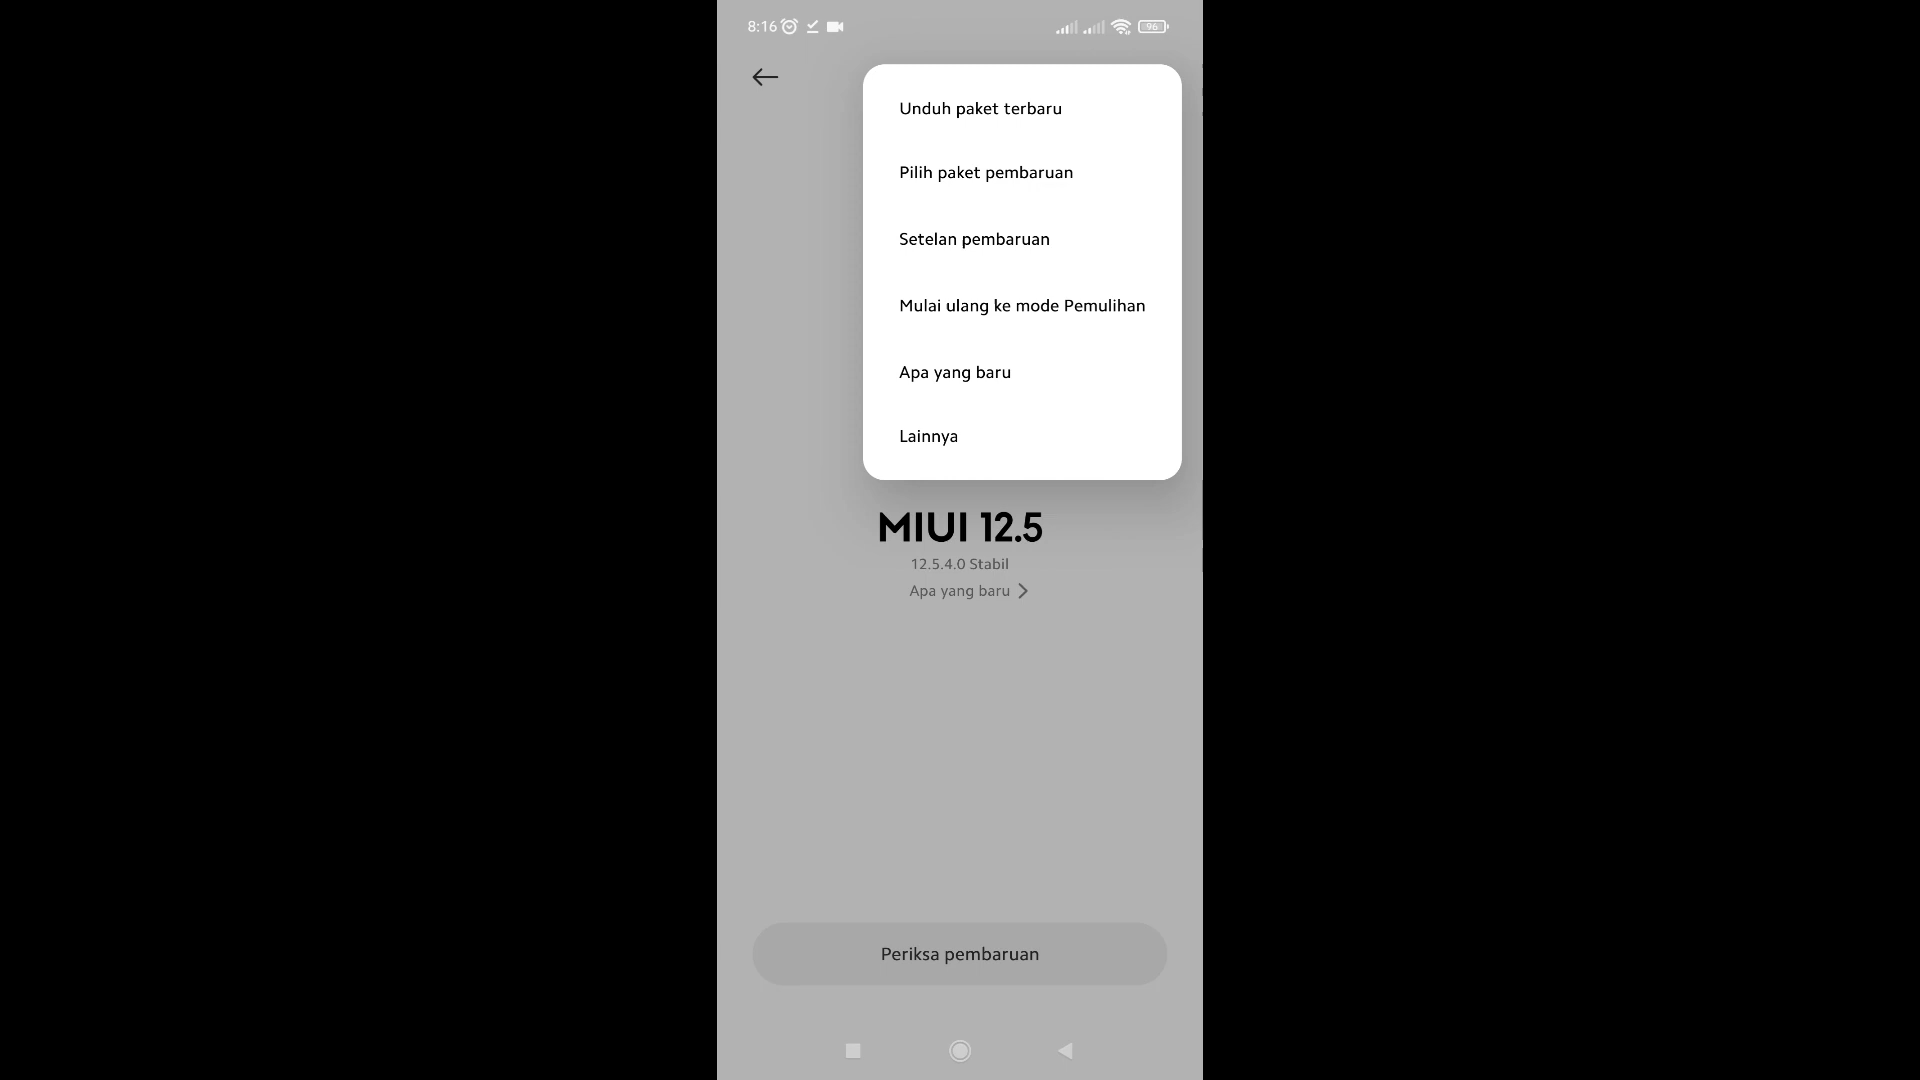 8:16 96
Unduh paket terbaru
Pilih paket pembaruan
Setelan pembaruan
Mulai ulang ke mode Pemulihan
Apa yang baru
Lainnya
MIUI 12.5
12.5.4.0 Stabil
Apa yang baru
Periksa pembaruan